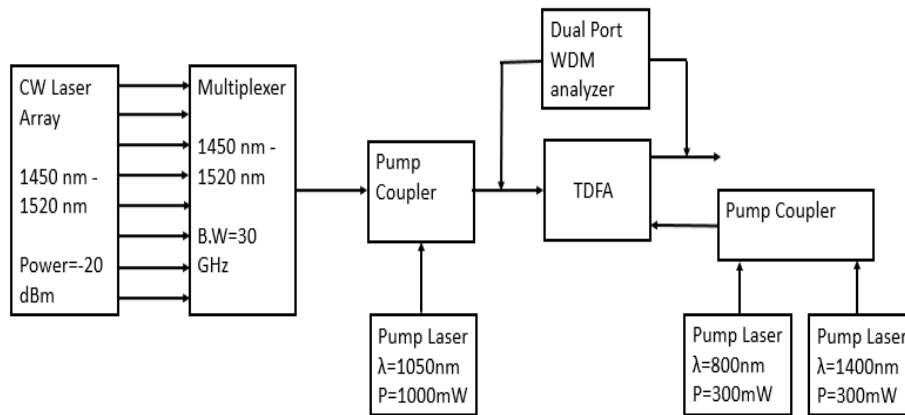 CW Laser
Array
1450 nm -
1520 nm
Power=-20
dBm
Multiplexer
1450 nm -
1520 nm
B.W=30
GHz
Pump
Coupler
Dual Port
WDM
analyzer
TDFA
Pump Coupler
Pump Laser
λ=1050nm
P=1000mW
Pump Laser
λ=800nm
P=300mW
Pump Laser
λ=1400nm
P=300mW